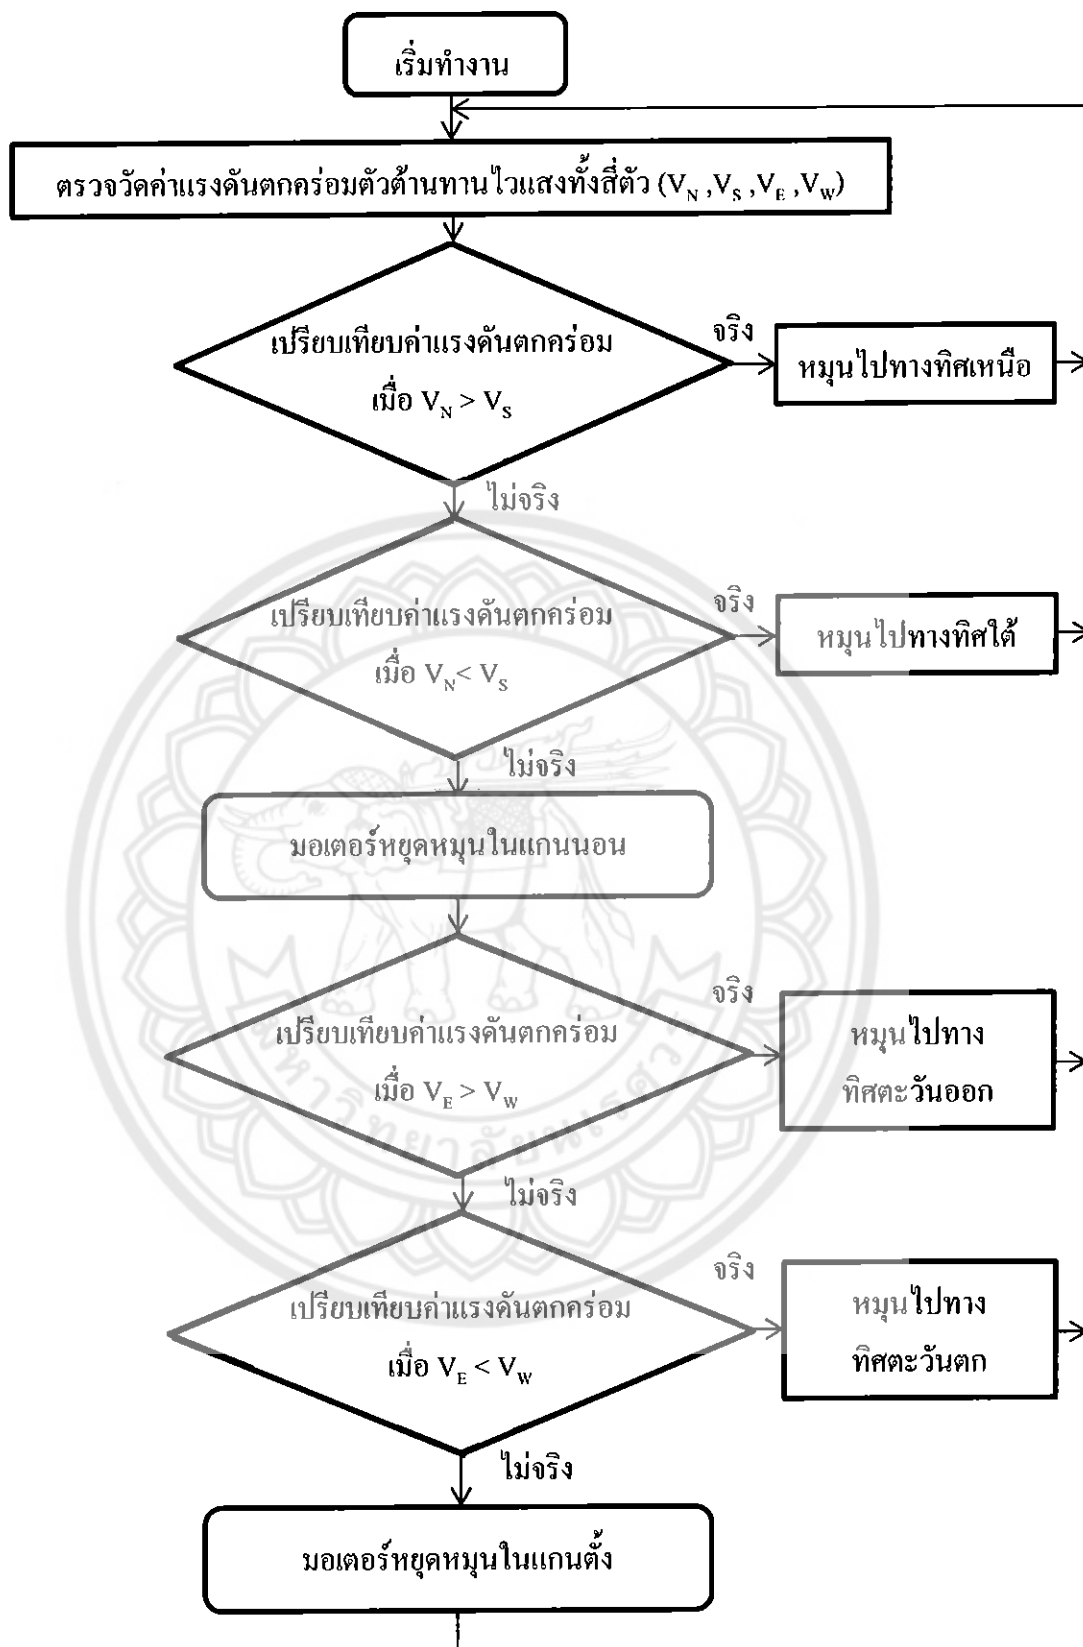 เริ่มทำงาน
ตรวจวัดค่าแรงดันตกคร่อมตัวต้านทานไวแสงทั้งสี่ตัว (V_N ,V_S ,V_E ,V_W)
เปรียบเทียบค่าแรงดันตกคร่อม
เมื่อ V_N > V_S
จริง
หมุนไปทางทิศเหนือ
ไม่จริง
เปรียบเทียบค่าแรงดันตกคร่อม
เมื่อ V_N < V_S
จริง
หมุนไปทางทิศใต้
ไม่จริง
มอเตอร์หยุดหมุนในแกนนอน
เปรียบเทียบค่าแรงดันตกคร่อม
เมื่อ V_E > V_W
จริง
หมุนไปทาง
ทิศตะวันออก
ไม่จริง
เปรียบเทียบค่าแรงดันตกคร่อม
เมื่อ V_E < V_W
จริง
หมุนไปทาง
ทิศตะวันตก
ไม่จริง
มอเตอร์หยุดหมุนในแกนตั้ง
มหาวิทยาลัยนเรศวร